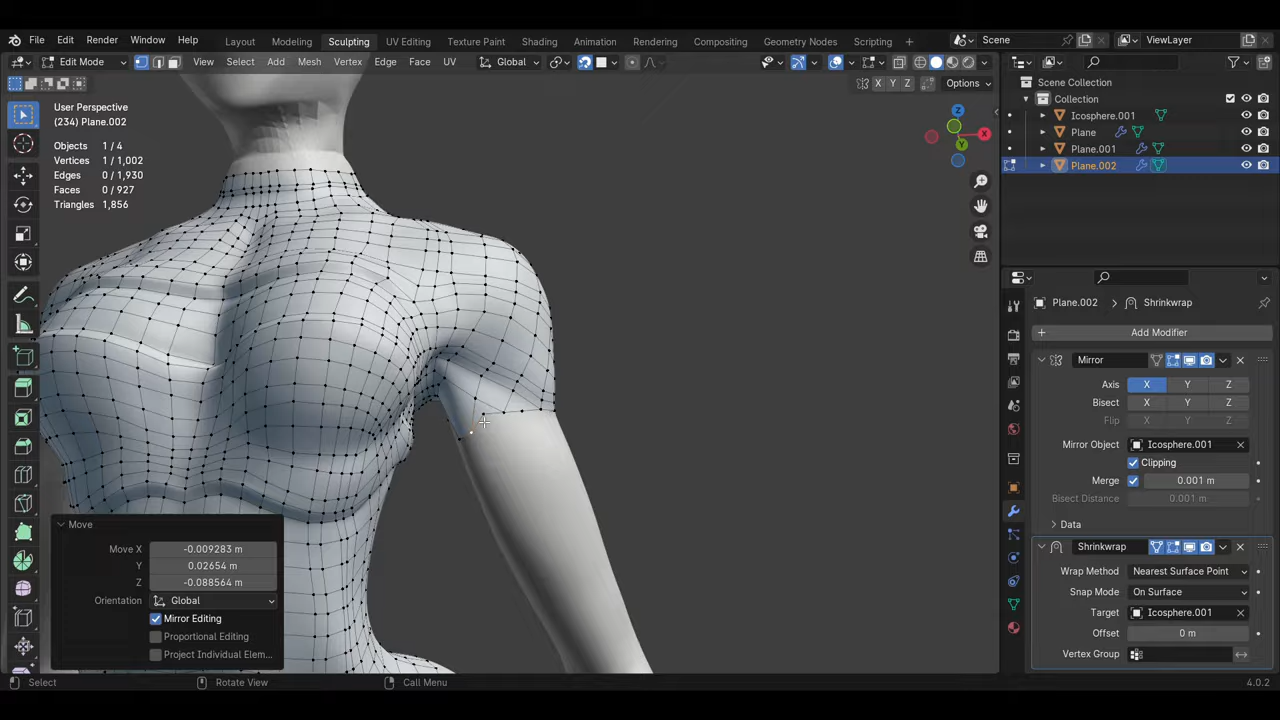 File Edit Render Window Help Layout Modeling Sculpting UV Editing Texture Paint Shading Animation Rendering Compositing Geometry Nodes Scripting + Scene ViewLayer
Edit Mode View Select Add Mesh Vertex Edge Face UV Global
X Y Z Options
User Perspective
(234) Plane.002
Objects 1 / 4
Vertices 1 / 1,002
Edges 0 / 1,930
Faces 0 / 927
Triangles 1,856
Z
X
Y
Scene Collection
Collection
Icosphere.001
Plane
Plane.001
Plane.002
Plane.002 > Shrinkwrap
+ Add Modifier
Mirror
Axis X Y Z
Bisect X Y Z
Flip X Y Z
Mirror Object Icosphere.001
Clipping
Merge 0.001 m
Bisect Distance 0.001 m
Data
Shrinkwrap
Wrap Method Nearest Surface Point
Snap Mode On Surface
Target Icosphere.001
Offset 0 m
Vertex Group
Move
Move X -0.009283 m
Y 0.02654 m
Z -0.088564 m
Orientation Global
Mirror Editing
Proportional Editing
Project Individual Elem...
Select Rotate View Call Menu 4.0.2